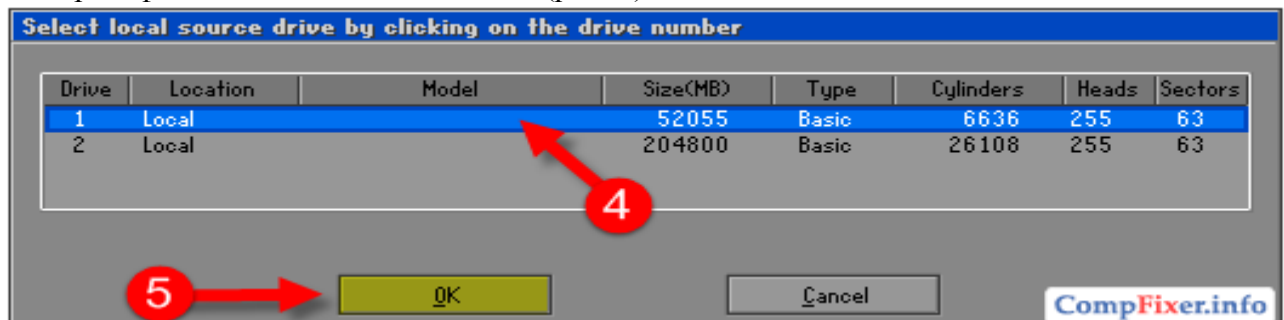 Select local source drive by clicking on the drive number
Drive Location Model Size(MB) Type Cylinders Heads Sectors
1 Local 52055 Basic 6636 255 63
2 Local 204800 Basic 26108 255 63
4
5 OK Cancel
CompFixer.info